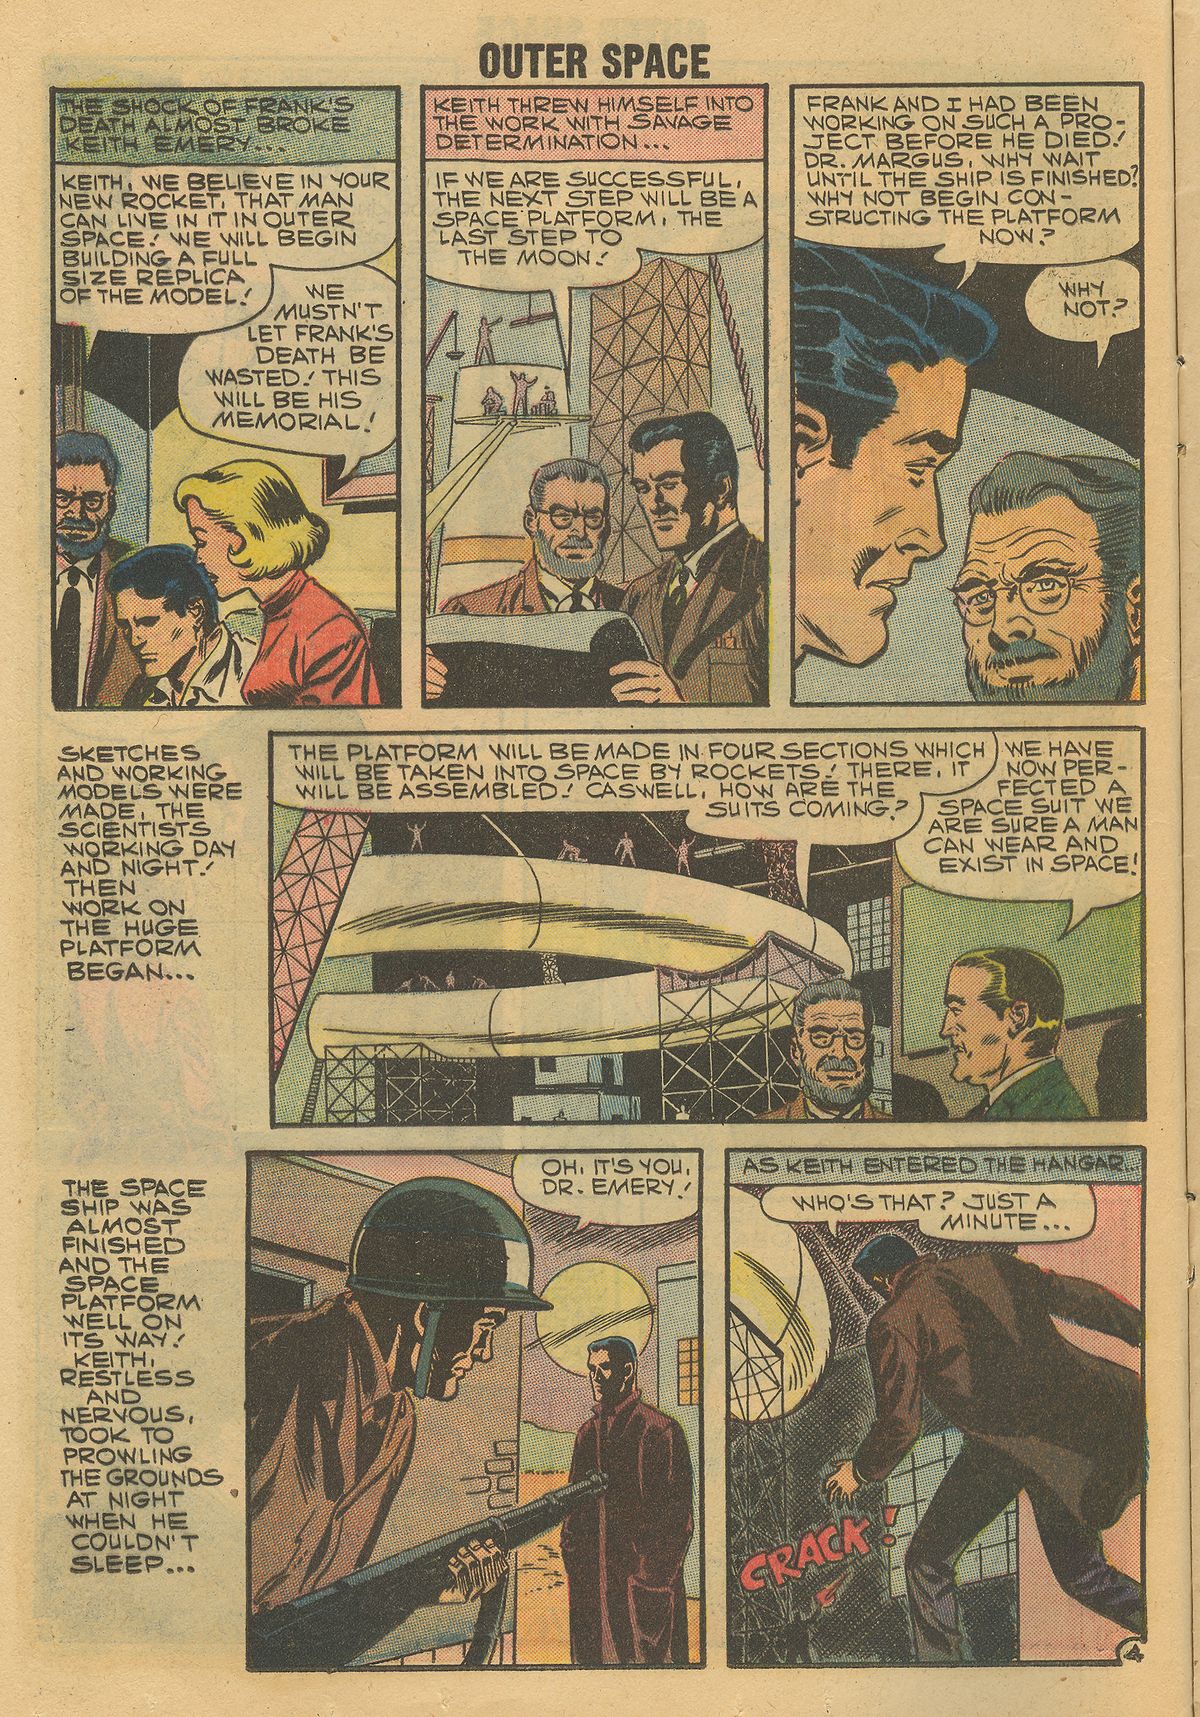 OUTER SPACE
THE SHOCK OF FRANK'S
DEATH ALMOST BROKE
KEITH EMERY...
KEITH, WE BELIEVE IN YOUR
NEW ROCKET, THAT MAN
CAN LIVE IN IT IN OUTER
SPACE! WE WILL BEGIN
BUILDING A FULL
SIZE REPLICA
OF THE MODEL!
WE
MUSTN'T
LET FRANK'S
DEATH BE
WASTED! THIS
WILL BE HIS
MEMORIAL!
KEITH THREW HIMSELF INTO
THE WORK WITH SAVAGE
DETERMINATION...
IF WE ARE SUCCESSFUL,
THE NEXT STEP WILL BE A
SPACE PLATFORM, THE
LAST STEP TO
THE MOON!
FRANK AND I HAD BEEN
WORKING ON SUCH A PRO-
JECT BEFORE HE DIED!
DR. MARGUS, WHY WAIT
UNTIL THE SHIP IS FINISHED?
WHY NOT BEGIN CON-
STRUCTING THE PLATFORM
NOW?
WHY
NOT?
SKETCHES
AND WORKING
MODELS WERE
MADE, THE
SCIENTISTS
WORKING DAY
AND NIGHT!
THEN
WORK ON
THE HUGE
PLATFORM
BEGAN...
THE PLATFORM WILL BE MADE IN FOUR SECTIONS WHICH
WILL BE TAKEN INTO SPACE BY ROCKETS! THERE, IT
WILL BE ASSEMBLED! CASWELL, HOW ARE THE
SUITS COMING?
WE HAVE
NOW PER-
FECTED A
SPACE SUIT WE
ARE SURE A MAN
CAN WEAR AND
EXIST IN SPACE!
THE SPACE
SHIP WAS
ALMOST
FINISHED
AND THE
SPACE
PLATFORM
WELL ON
ITS WAY!
KEITH,
RESTLESS
AND
NERVOUS,
TOOK TO
PROWLING
THE GROUNDS
AT NIGHT
WHEN HE
COULDN'T
SLEEP...
OH, IT'S YOU,
DR. EMERY!
AS KEITH ENTERED THE HANGAR...
WHO'S THAT? JUST A
MINUTE...
CRACK!
4